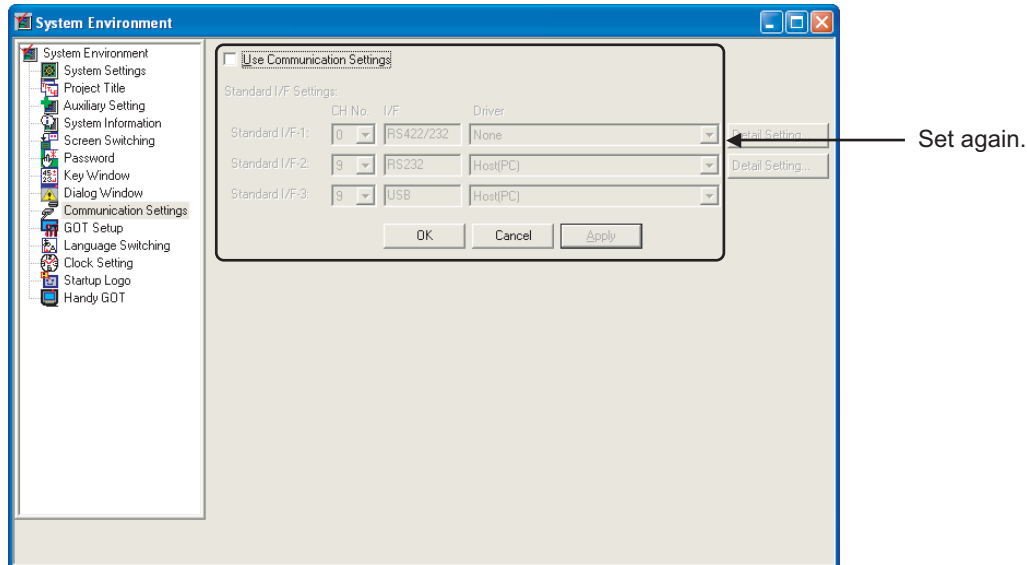 System Environment
System Environment
System Settings
Project Title
Auxiliary Setting
System Information
Screen Switching
Password
Key Window
Dialog Window
Communication Settings
GOT Setup
Language Switching
Clock Setting
Startup Logo
Handy GOT
Use Communication Settings
Standard I/F Settings:
CH No. I/F Driver
Standard I/F-1: 0 RS422/232 None Detail Setting...
Standard I/F-2: 9 RS232 Host(PC) Detail Setting...
Standard I/F-3: 9 USB Host(PC)
OK Cancel Apply
Set again.